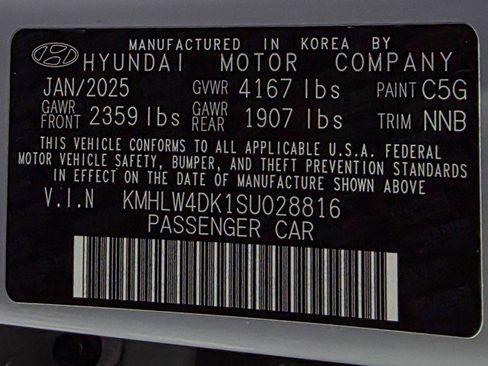 MANUFACTURED IN KOREA BY
HYUNDAI MOTOR COMPANY
JAN/2025 GVWR 4167 lbs PAINT C5G
GAWR FRONT 2359 lbs GAWR REAR 1907 lbs TRIM NNB
THIS VEHICLE CONFORMS TO ALL APPLICABLE U.S.A. FEDERAL
MOTOR VEHICLE SAFETY, BUMPER, AND THEFT PREVENTION STANDARDS
IN EFFECT ON THE DATE OF MANUFACTURE SHOWN ABOVE
V.I.N KMHLW4DK1SU028816
PASSENGER CAR